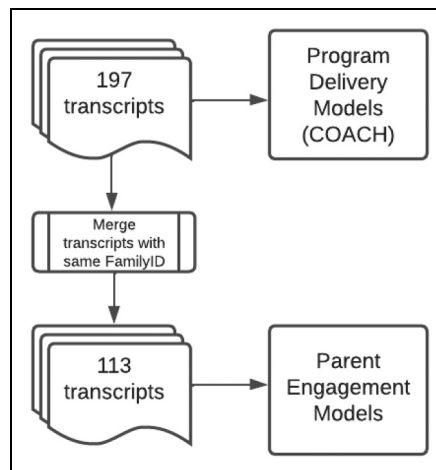 197
transcripts
Program
Delivery
Models
(COACH)
Merge
transcripts with
same FamilyID
113
transcripts
Parent
Engagement
Models